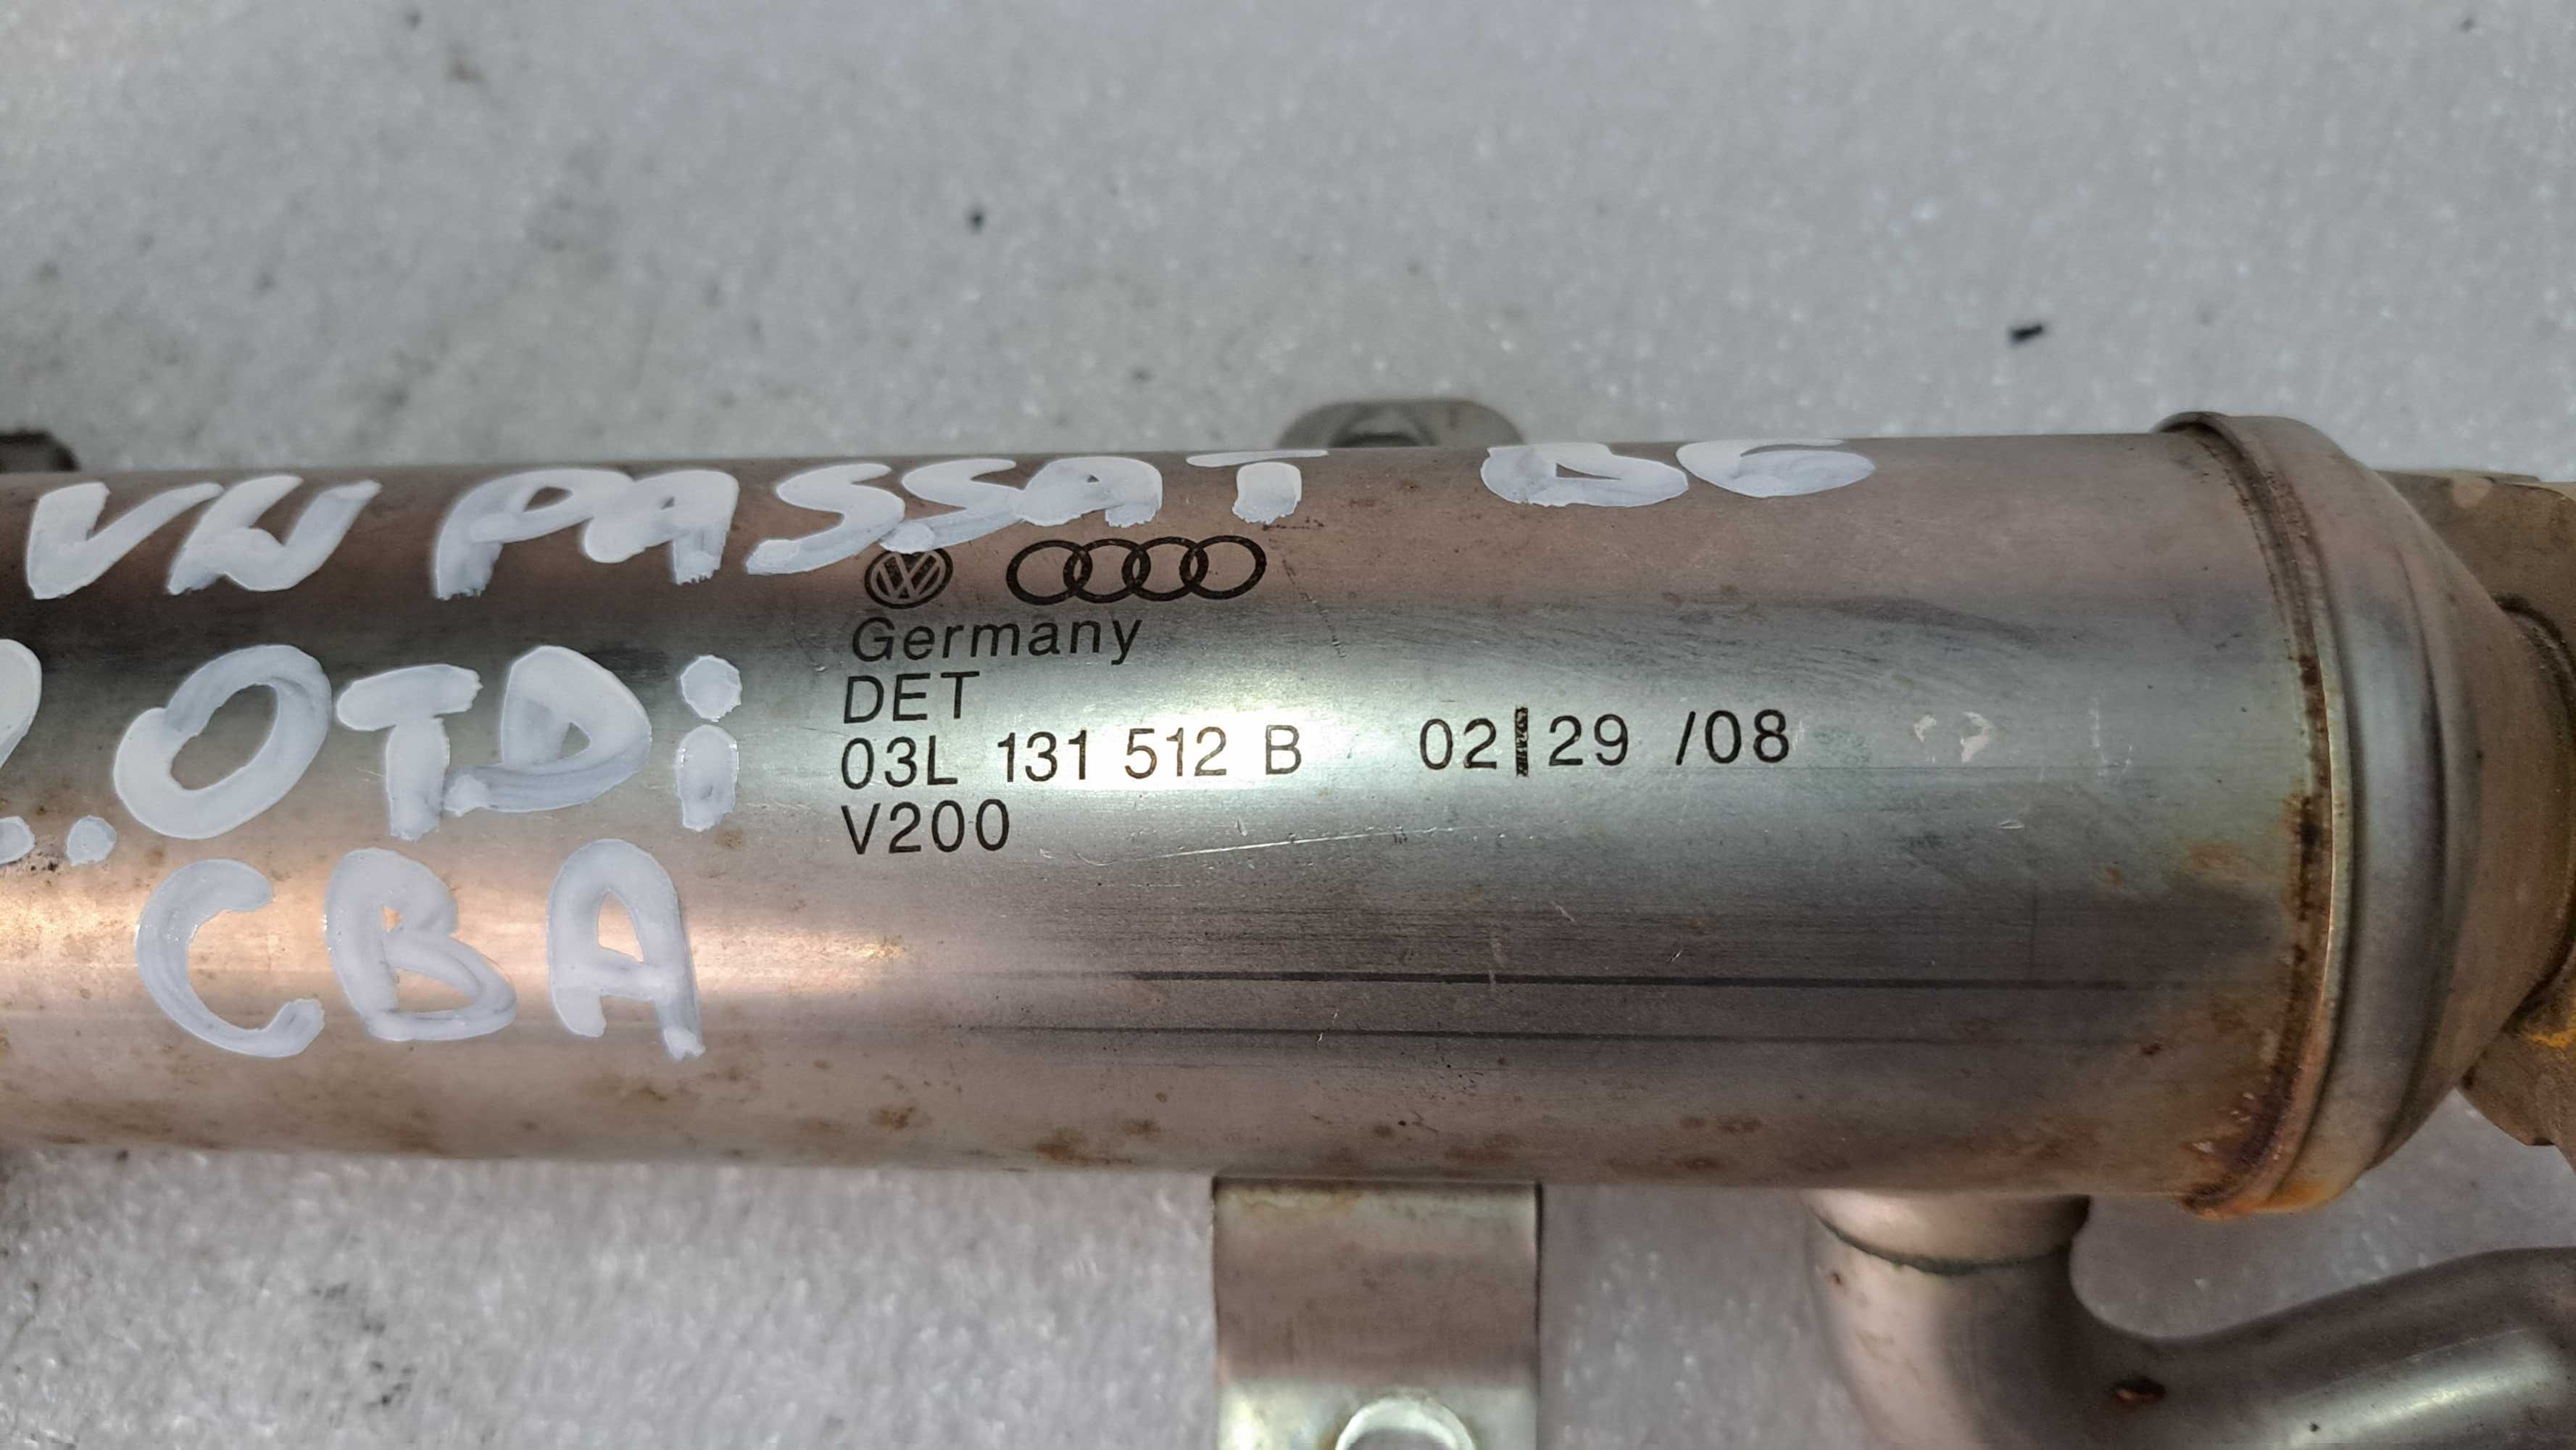 VW PASSAT B6
Germany
DET
2.0TDi
03L 131 512 B 02 29 /08
V200
CBA